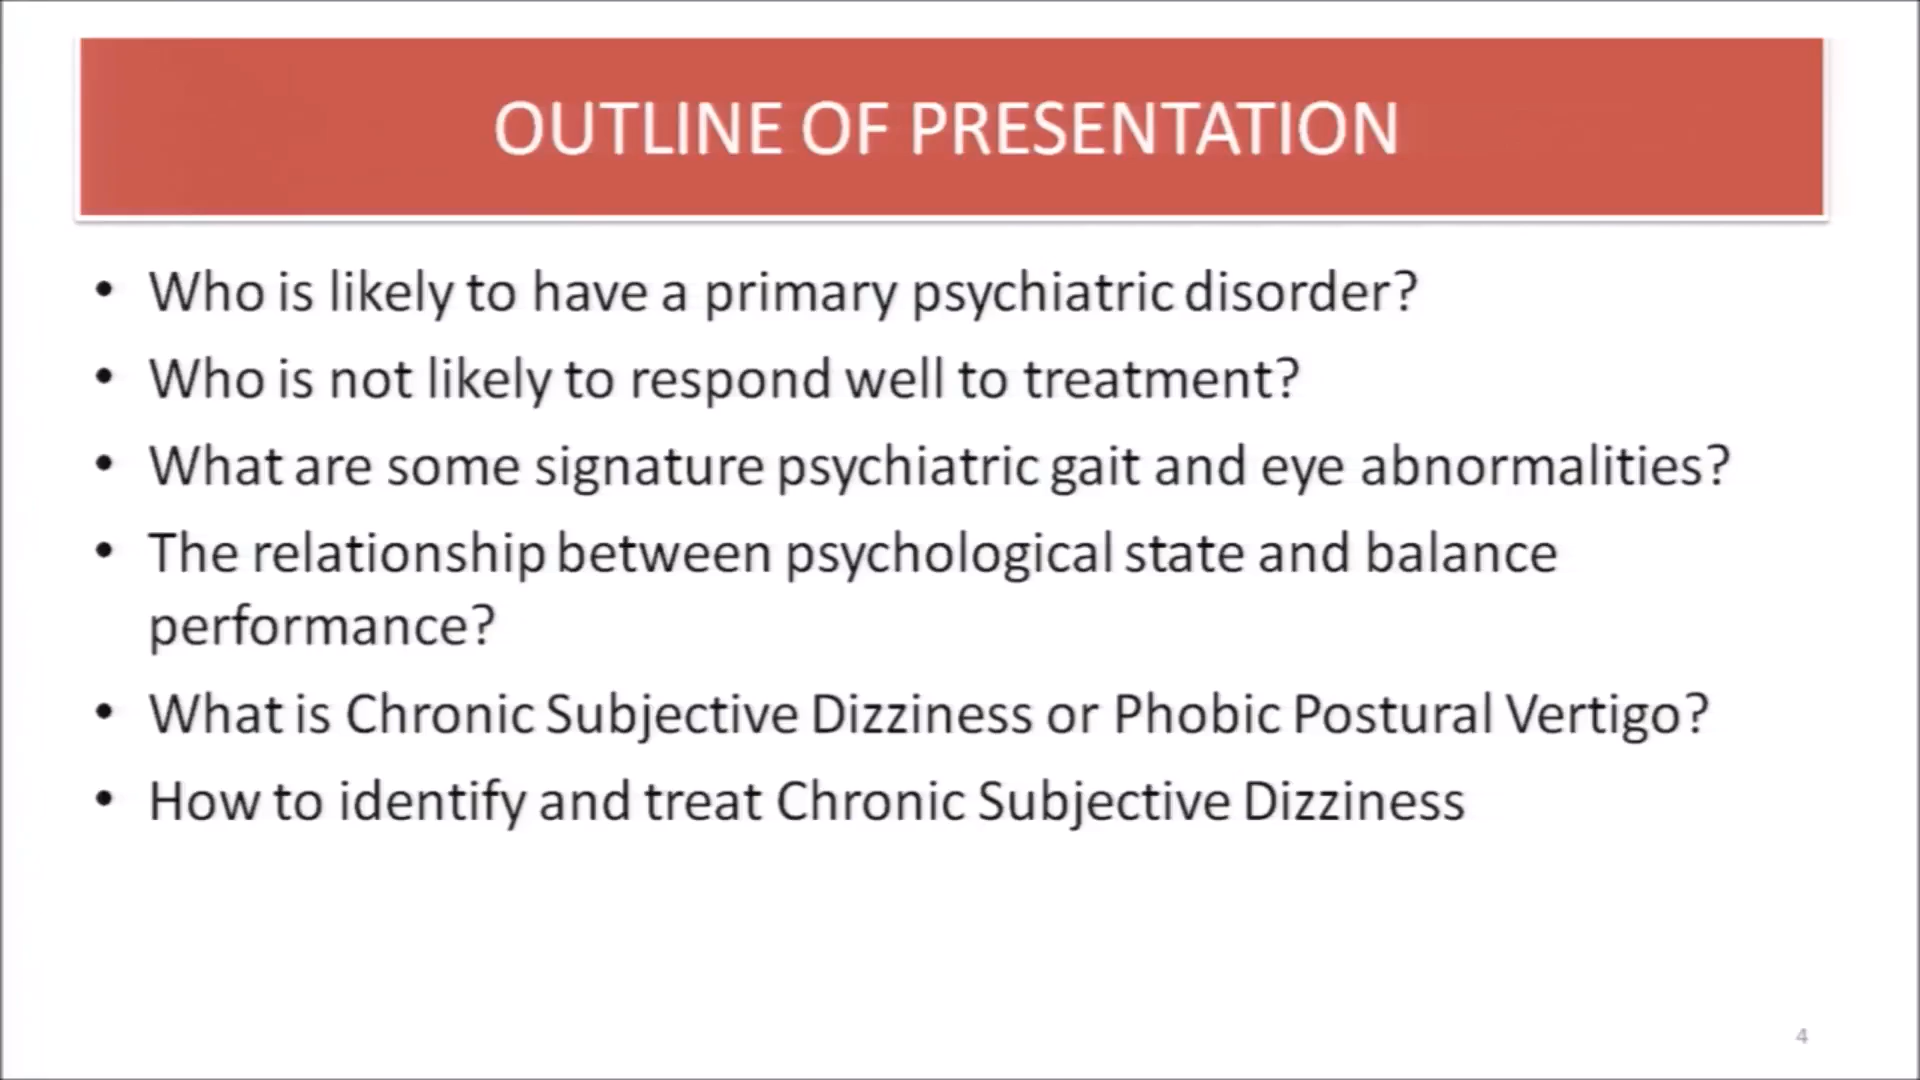 OUTLINE OF PRESENTATION
• Who is likely to have a primary psychiatric disorder?
• Who is not likely to respond well to treatment?
• What are some signature psychiatric gait and eye abnormalities?
• The relationship between psychological state and balance
performance?
• What is Chronic Subjective Dizziness or Phobic Postural Vertigo?
• How to identify and treat Chronic Subjective Dizziness
4